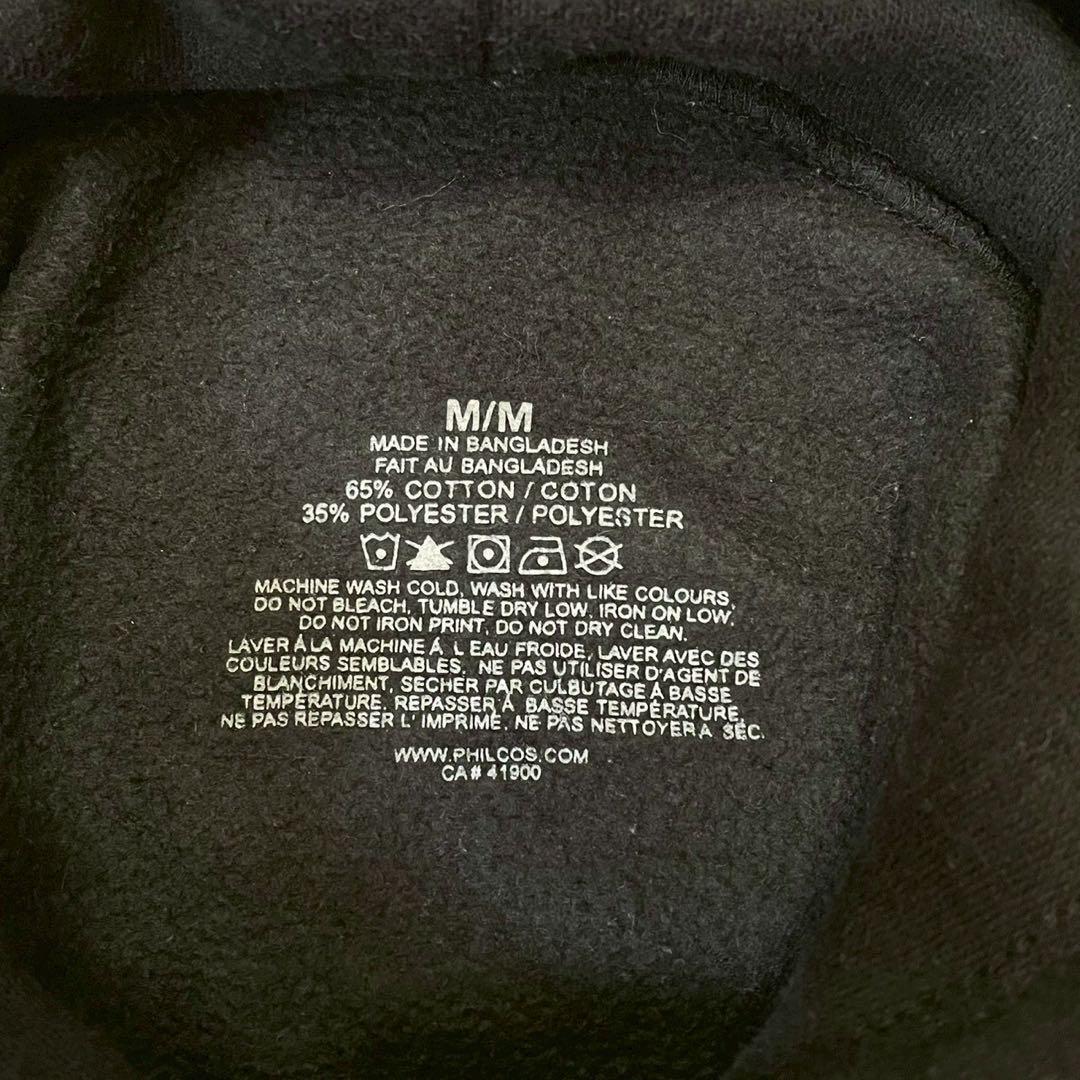 M/M
MADE IN BANGLADESH
FAIT AU BANGLADESH
65% COTTON / COTON
35% POLYESTER / POLYESTER
MACHINE WASH COLD, WASH WITH LIKE COLOURS,
DO NOT BLEACH, TUMBLE DRY LOW, IRON ON LOW,
DO NOT IRON PRINT, DO NOT DRY CLEAN.
LAVER À LA MACHINE À L EAU FROIDE, LAVER AVEC DES
COULEURS SEMBLABLES, NE PAS UTILISER D'AGENT DE
BLANCHIMENT, SECHER PAR CULBUTAGE À BASSE
TEMPÉRATURE, REPASSER À BASSE TEMPÉRATURE,
NE PAS REPASSER L' IMPRIMÉ, NE PAS NETTOYER A SEC.
WWW.PHILCOS.COM
CA# 41900